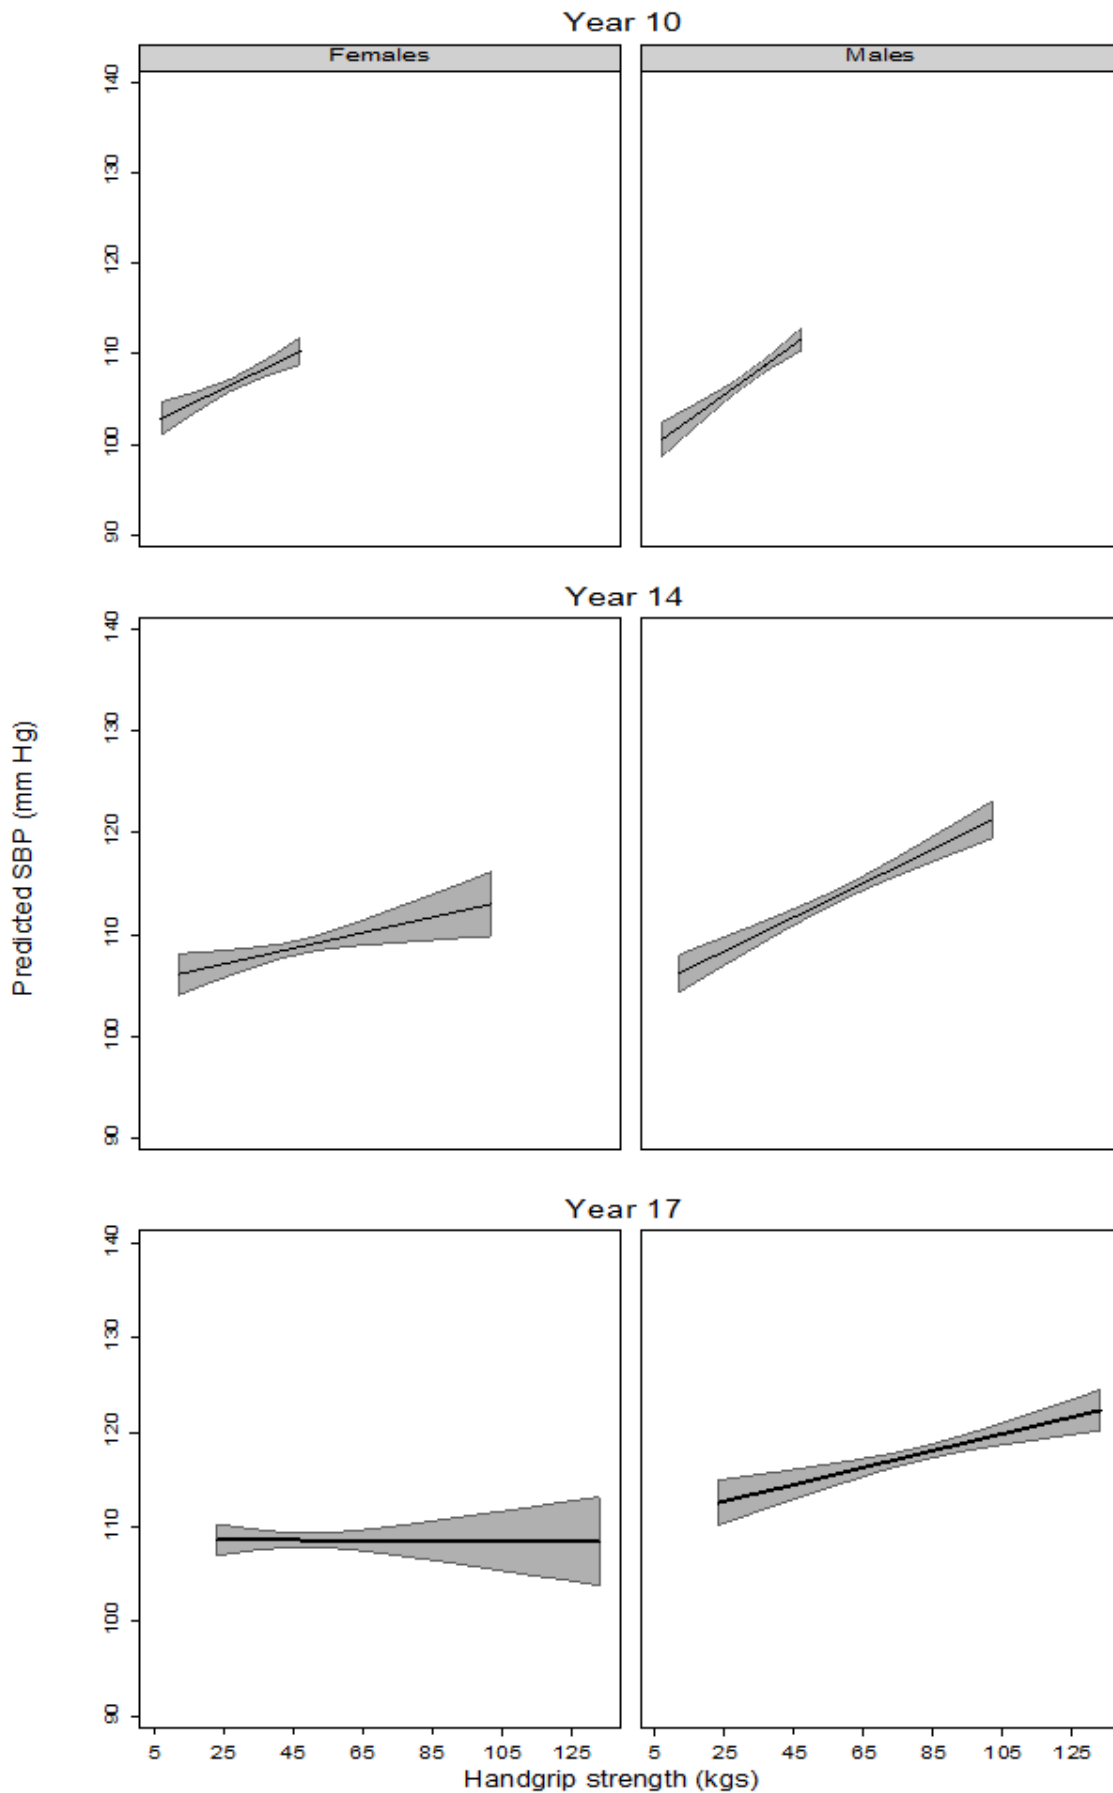 Year 10
Females Males
140
130
120
110
100
90
Year 14
140
130
120
110
100
90
Predicted SBP (mm Hg)
Year 17
140
130
120
110
100
90
5 25 45 65 85 105 125 5 25 45 65 85 105 125
Handgrip strength (kgs)